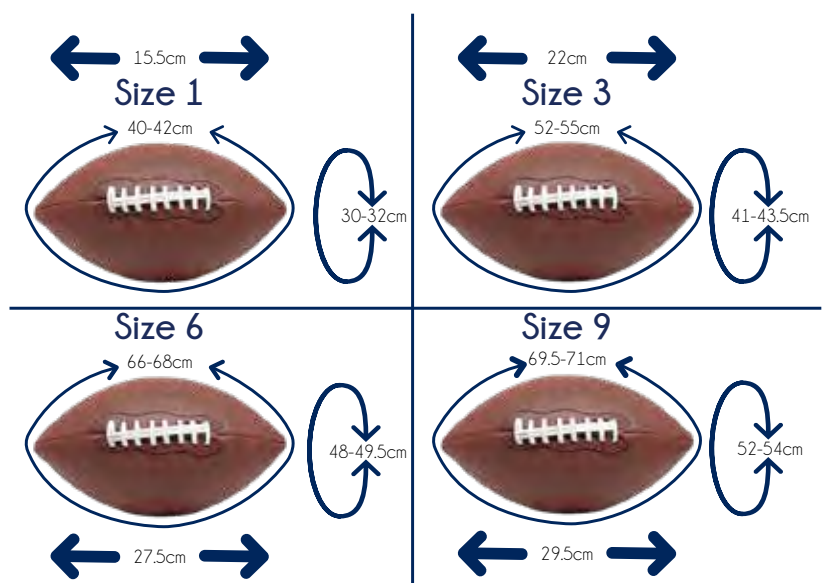 15.5cm
Size 1
40-42cm
30-32cm
22cm
Size 3
52-55cm
41-43.5cm
Size 6
66-68cm
48-49.5cm
27.5cm
Size 9
69.5-71cm
52-54cm
29.5cm